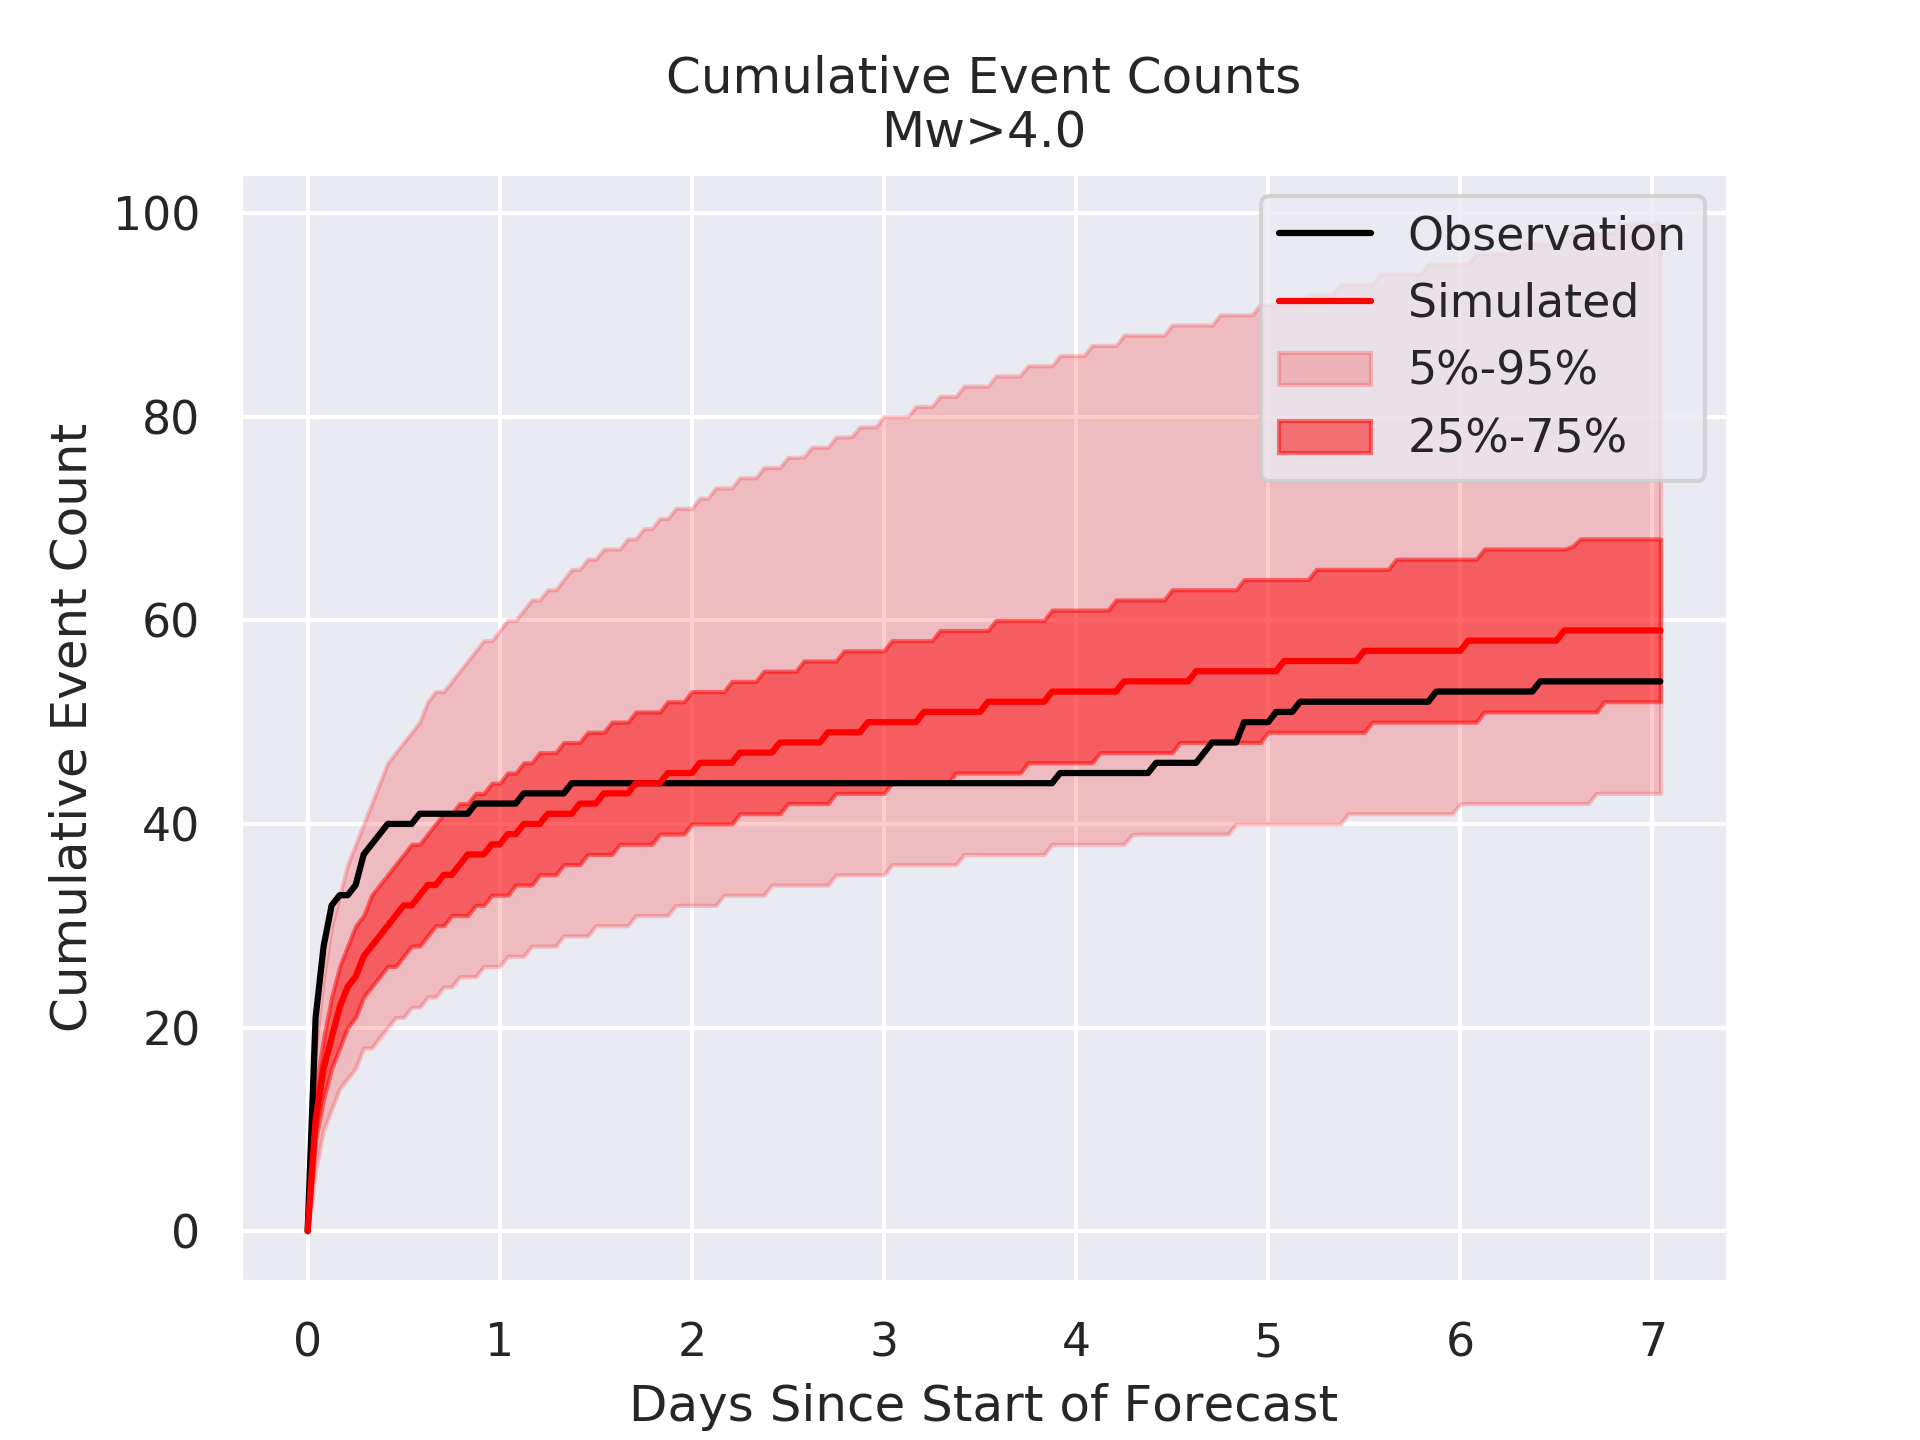 Cumulative Event Counts
Mw>4.0
Cumulative Event Count
100
80
60
40
20
0
Observation
Simulated
5%-95%
25%-75%
0 1 2 3 4 5 6 7
Days Since Start of Forecast